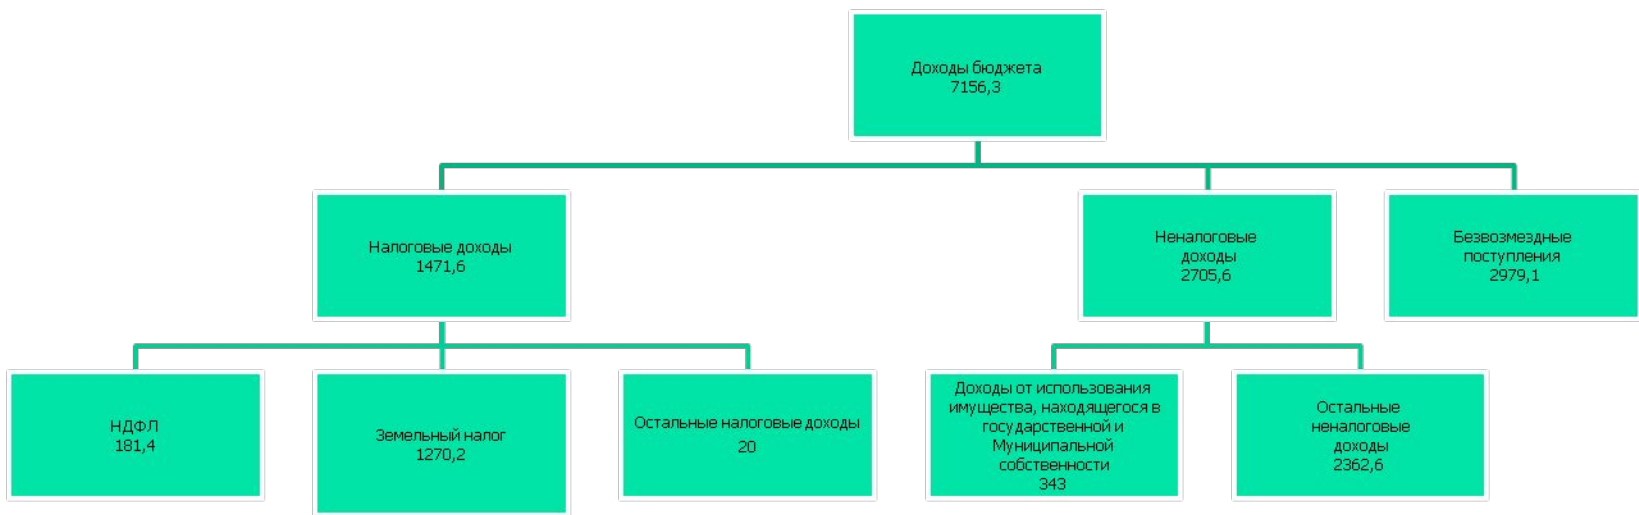 Доходы бюджета
7156,3
Налоговые доходы
1471,6
Неналоговые
доходы
2705,6
Безвозмездные
поступления
2979,1
НДФЛ
181,4
Земельный налог
1270,2
Остальные налоговые доходы
20
Доходы от использования
имущества, находящегося в
государственной и
Муниципальной
собственности
343
Остальные
неналоговые
доходы
2362,6